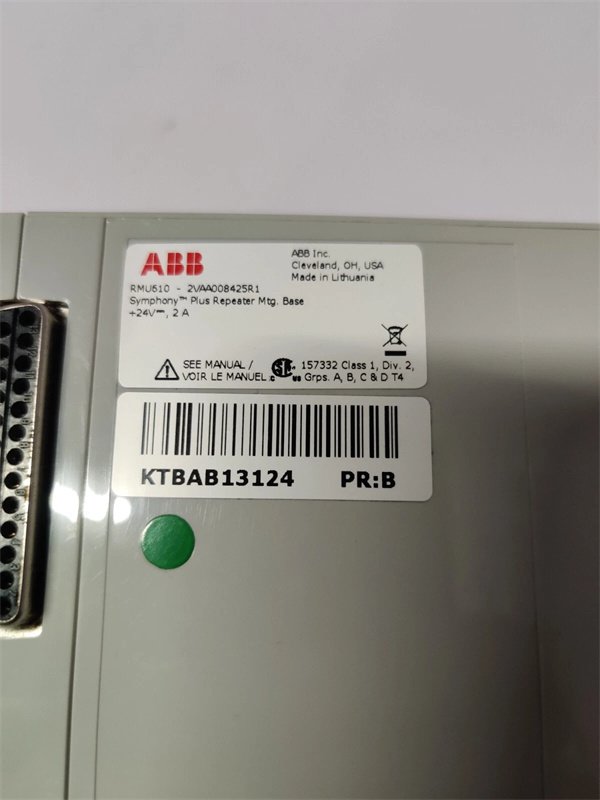 ABB
ABB Inc.
Cleveland, OH, USA
Made in Lithuania
RMU610 - 2VAA008425R1
Symphony™ Plus Repeater Mtg. Base
+24V⎓, 2 A
SEE MANUAL /
VOIR LE MANUEL
C US
157332 Class 1, Div. 2,
Grps. A, B, C & D T4
KTBAB13124 PR:B